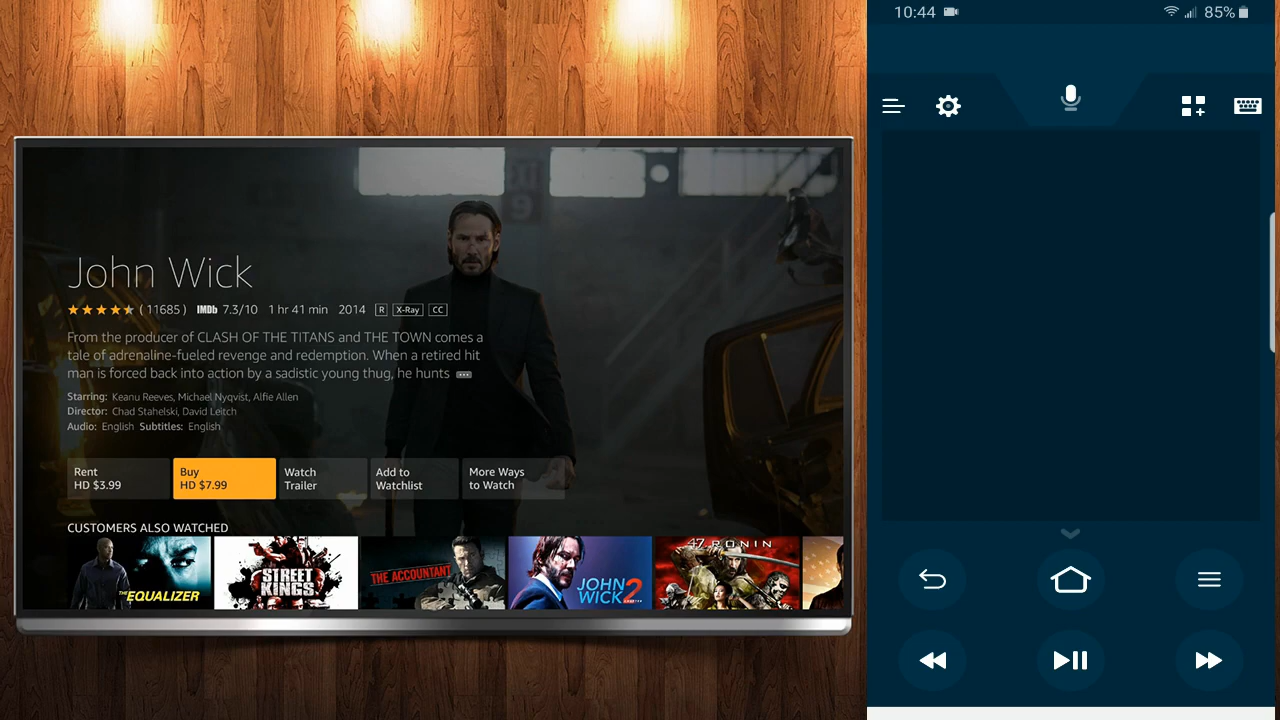 John Wick
( 11685 ) IMDb 7.3/10 1 hr 41 min 2014 R X-Ray CC
From the producer of CLASH OF THE TITANS and THE TOWN comes a
tale of adrenaline-fueled revenge and redemption. When a retired hit
man is forced back into action by a sadistic young thug, he hunts
Starring: Keanu Reeves, Michael Nyqvist, Alfie Allen
Director: Chad Stahelski, David Leitch
Audio: English Subtitles: English
Rent
HD $3.99
Buy
HD $7.99
Watch
Trailer
Add to
Watchlist
More Ways
to Watch
CUSTOMERS ALSO WATCHED
THE EQUALIZER
STREET
KINGS
THE ACCOUNTANT
JOHN
WICK 2
47 RONIN
9
10:44 85%